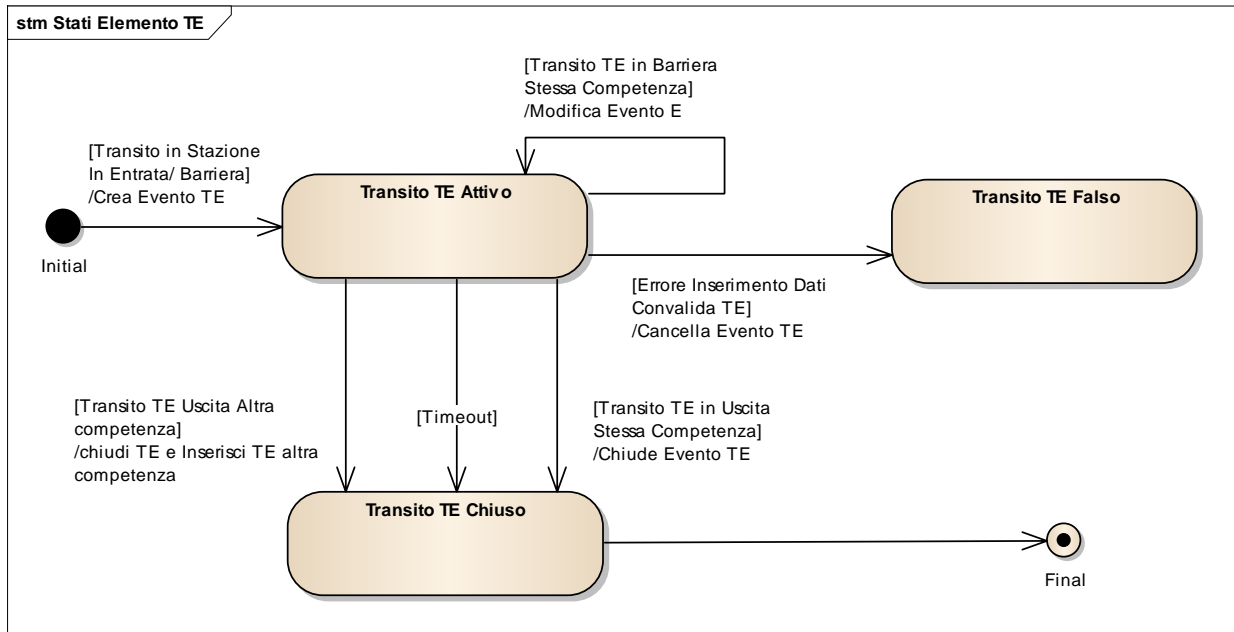 stm Stati Elemento TE
[Transito TE in Barriera
Stessa Competenza]
/Modifica Evento E
[Transito in Stazione
In Entrata/ Barriera]
/Crea Evento TE
Transito TE Attivo
Transito TE Falso
Initial
[Errore Inserimento Dati
Convalida TE]
/Cancella Evento TE
[Transito TE Uscita Altra
competenza]
/chiudi TE e Inserisci TE altra
competenza
[Timeout]
[Transito TE in Uscita
Stessa Competenza]
/Chiude Evento TE
Transito TE Chiuso
Final